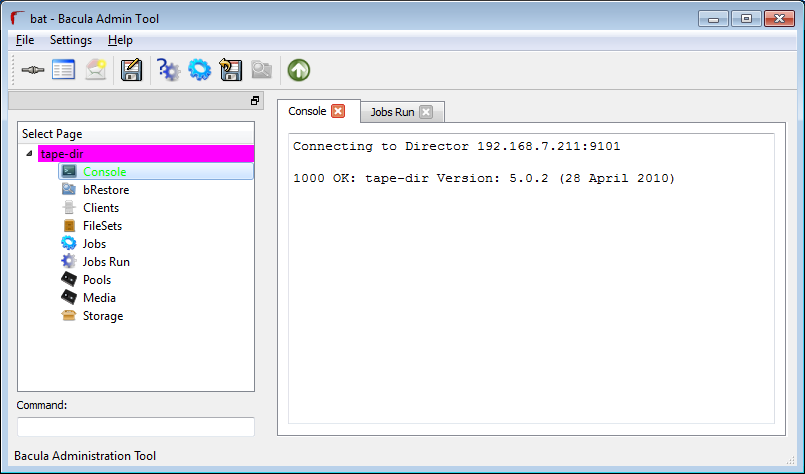 bat - Bacula Admin Tool
File Settings Help
Select Page
tape-dir
Console
bRestore
Clients
FileSets
Jobs
Jobs Run
Pools
Media
Storage
Command:
Console Jobs Run
Connecting to Director 192.168.7.211:9101
1000 OK: tape-dir Version: 5.0.2 (28 April 2010)
Bacula Administration Tool